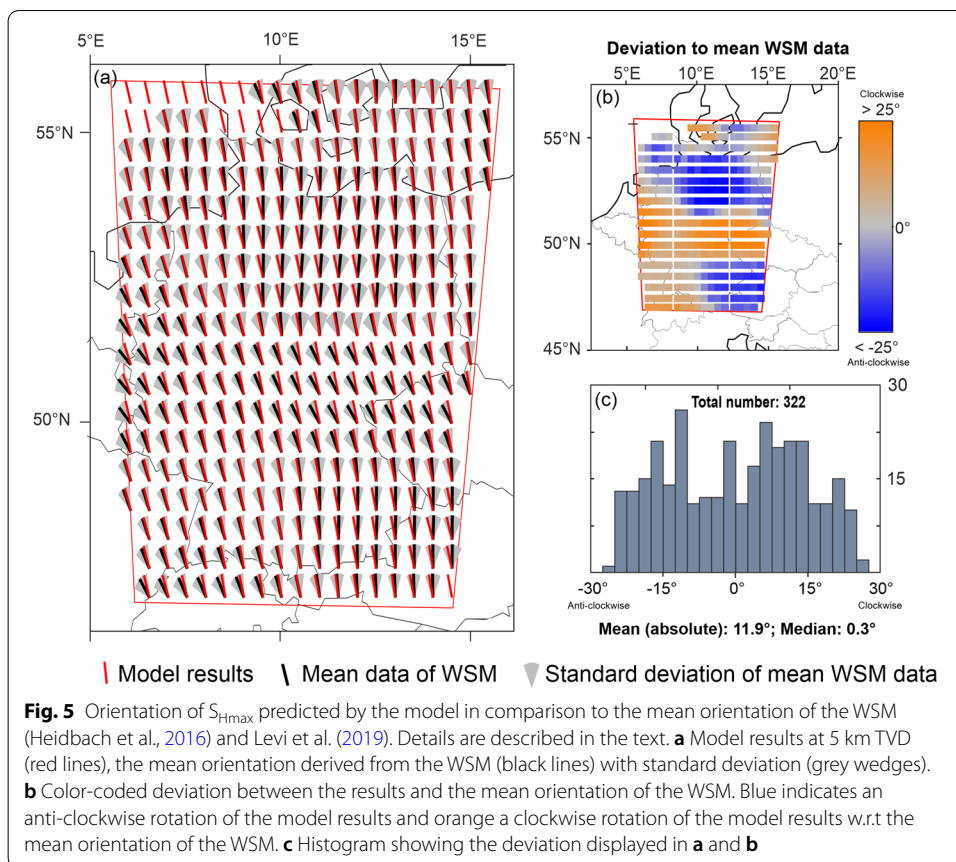 5°E 10°E 15°E
(a)
55°N
50°N
Deviation to mean WSM data
5°E 10°E 15°E 20°E
(b)
55°N
50°N
45°N
Clockwise
> 25°
0°
< -25°
Anti-clockwise
(c)
Total number: 322
30
15
-30° -15° 0° 15° 30°
Anti-clockwise Clockwise
Mean (absolute): 11.9°; Median: 0.3°
Model results Mean data of WSM Standard deviation of mean WSM data
Fig. 5 Orientation of SHmax predicted by the model in comparison to the mean orientation of the WSM
(Heidbach et al., 2016) and Levi et al. (2019). Details are described in the text. a Model results at 5 km TVD
(red lines), the mean orientation derived from the WSM (black lines) with standard deviation (grey wedges).
b Color-coded deviation between the results and the mean orientation of the WSM. Blue indicates an
anti-clockwise rotation of the model results and orange a clockwise rotation of the model results w.r.t the
mean orientation of the WSM. c Histogram showing the deviation displayed in a and b